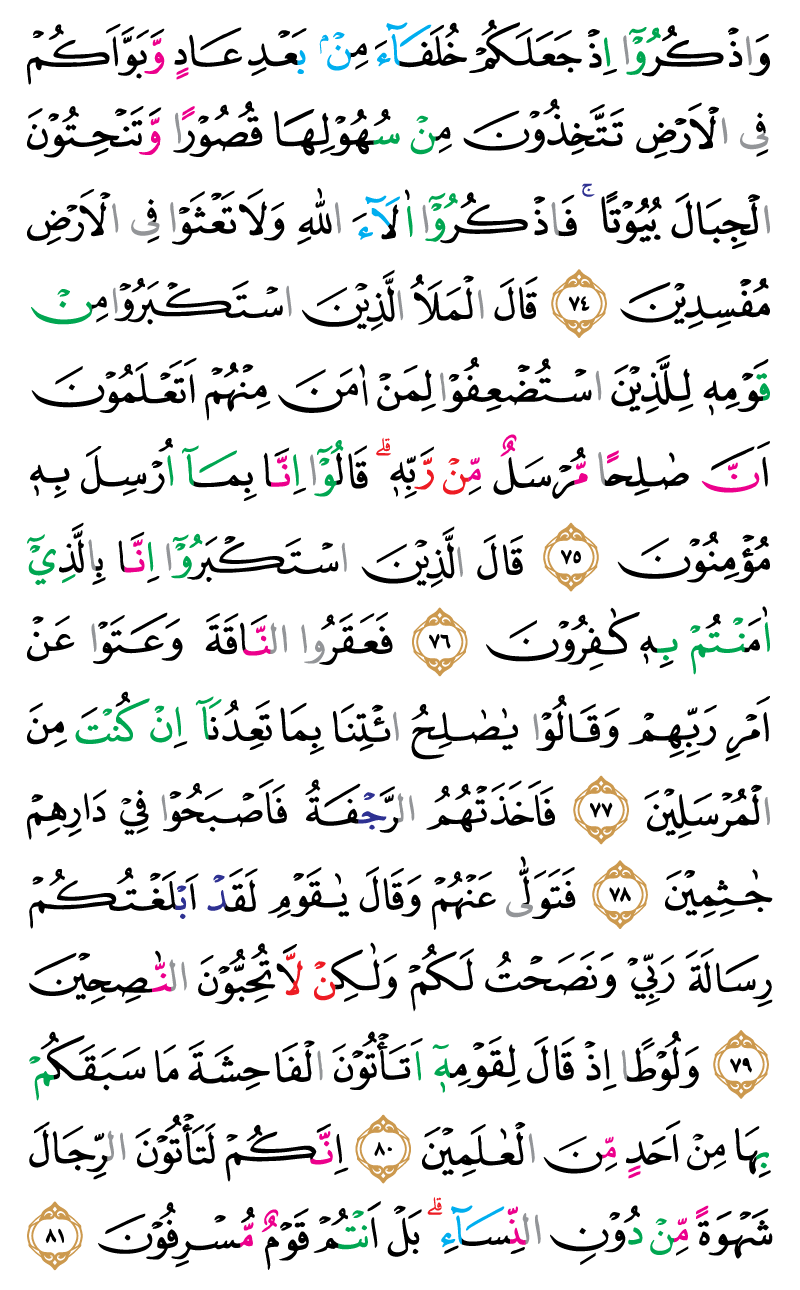 وَاذْكُرُوْٓا اِذْ جَعَلَكُمْ خُلَفَآءَ مِنْۢ بَعْدِ عَادٍ وَّبَوَّاَكُمْ
فِى الْاَرْضِ تَتَّخِذُوْنَ مِنْ سُهُوْلِهَا قُصُوْرًا وَّتَنْحِتُوْنَ
الْجِبَالَ بُيُوْتًا ۚ فَاذْكُرُوْٓا اٰلَآءَ اللّٰهِ وَلَا تَعْثَوْا فِى الْاَرْضِ
مُفْسِدِيْنَ ٧٤ قَالَ الْمَلَاُ الَّذِيْنَ اسْتَكْبَرُوْا مِنْ
قَوْمِهٖ لِلَّذِيْنَ اسْتُضْعِفُوْا لِمَنْ اٰمَنَ مِنْهُمْ اَتَعْلَمُوْنَ
اَنَّ صٰلِحًا مُّرْسَلٌ مِّنْ رَّبِّهٖ ۗ قَالُوْٓا اِنَّا بِمَآ اُرْسِلَ بِهٖ
مُؤْمِنُوْنَ ٧٥ قَالَ الَّذِيْنَ اسْتَكْبَرُوْٓا اِنَّا بِالَّذِيْٓ
اٰمَنْتُمْ بِهٖ كٰفِرُوْنَ ٧٦ فَعَقَرُوا النَّاقَةَ وَعَتَوْا عَنْ
اَمْرِ رَبِّهِمْ وَقَالُوْا يٰصٰلِحُ ائْتِنَا بِمَا تَعِدُنَآ اِنْ كُنْتَ مِنَ
الْمُرْسَلِيْنَ ٧٧ فَاَخَذَتْهُمُ الرَّجْفَةُ فَاَصْبَحُوْا فِيْ دَارِهِمْ
جٰثِمِيْنَ ٧٨ فَتَوَلّٰى عَنْهُمْ وَقَالَ يٰقَوْمِ لَقَدْ اَبْلَغْتُكُمْ
رِسَالَةَ رَبِّيْ وَنَصَحْتُ لَكُمْ وَلٰكِنْ لَّا تُحِبُّوْنَ النّٰصِحِيْنَ
٧٩ وَلُوْطًا اِذْ قَالَ لِقَوْمِهٖٓ اَتَأْتُوْنَ الْفَاحِشَةَ مَا سَبَقَكُمْ
بِهَا مِنْ اَحَدٍ مِّنَ الْعٰلَمِيْنَ ٨٠ اِنَّكُمْ لَتَأْتُوْنَ الرِّجَالَ
شَهْوَةً مِّنْ دُوْنِ النِّسَآءِ ۗ بَلْ اَنْتُمْ قَوْمٌ مُّسْرِفُوْنَ ٨١